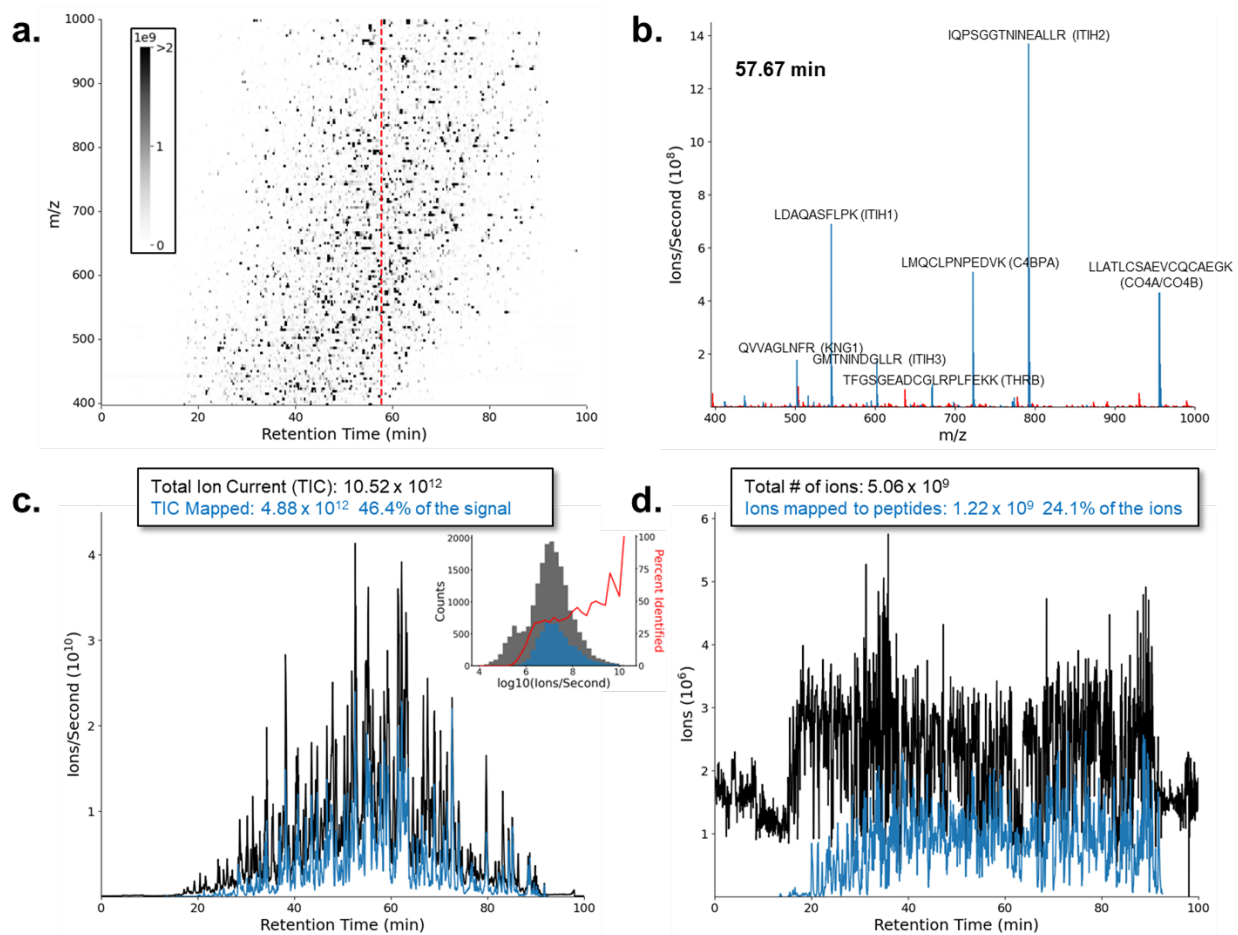 a.
1e9
>2
1
0
1000
900
800
700
600
500
400
m/z
20
40
60
80
100
Retention Time (min)
b.
57.67 min
14
12
10
8
6
4
2
Ions/Second (10⁸)
IQPSGGTNINEALLR (ITIH2)
LDAQASFLPK (ITIH1)
LMQCLPNPEDVK (C4BPA)
LLATLCSAEVCQCAEGK
(CO4A/CO4B)
QVVAGLNFR (KNG1)
GMTNINDGLLR (ITIH3)
TFGSGEADCGLRPLFEKK (THRB)
400
500
600
700
800
900
1000
m/z
c.
Total Ion Current (TIC): 10.52 x 10¹²
TIC Mapped: 4.88 x 10¹² 46.4% of the signal
4
3
2
1
Ions/Second (10¹⁰)
0
20
40
60
80
100
Retention Time (min)
2000
1500
1000
500
0
Counts
4
6
8
10
log10(Ions/Second)
100
75
50
25
0
Percent Identified
d.
Total # of ions: 5.06 x 10⁹
Ions mapped to peptides: 1.22 x 10⁹ 24.1% of the ions
6
5
4
3
2
1
Ions (10⁶)
0
20
40
60
80
100
Retention Time (min)